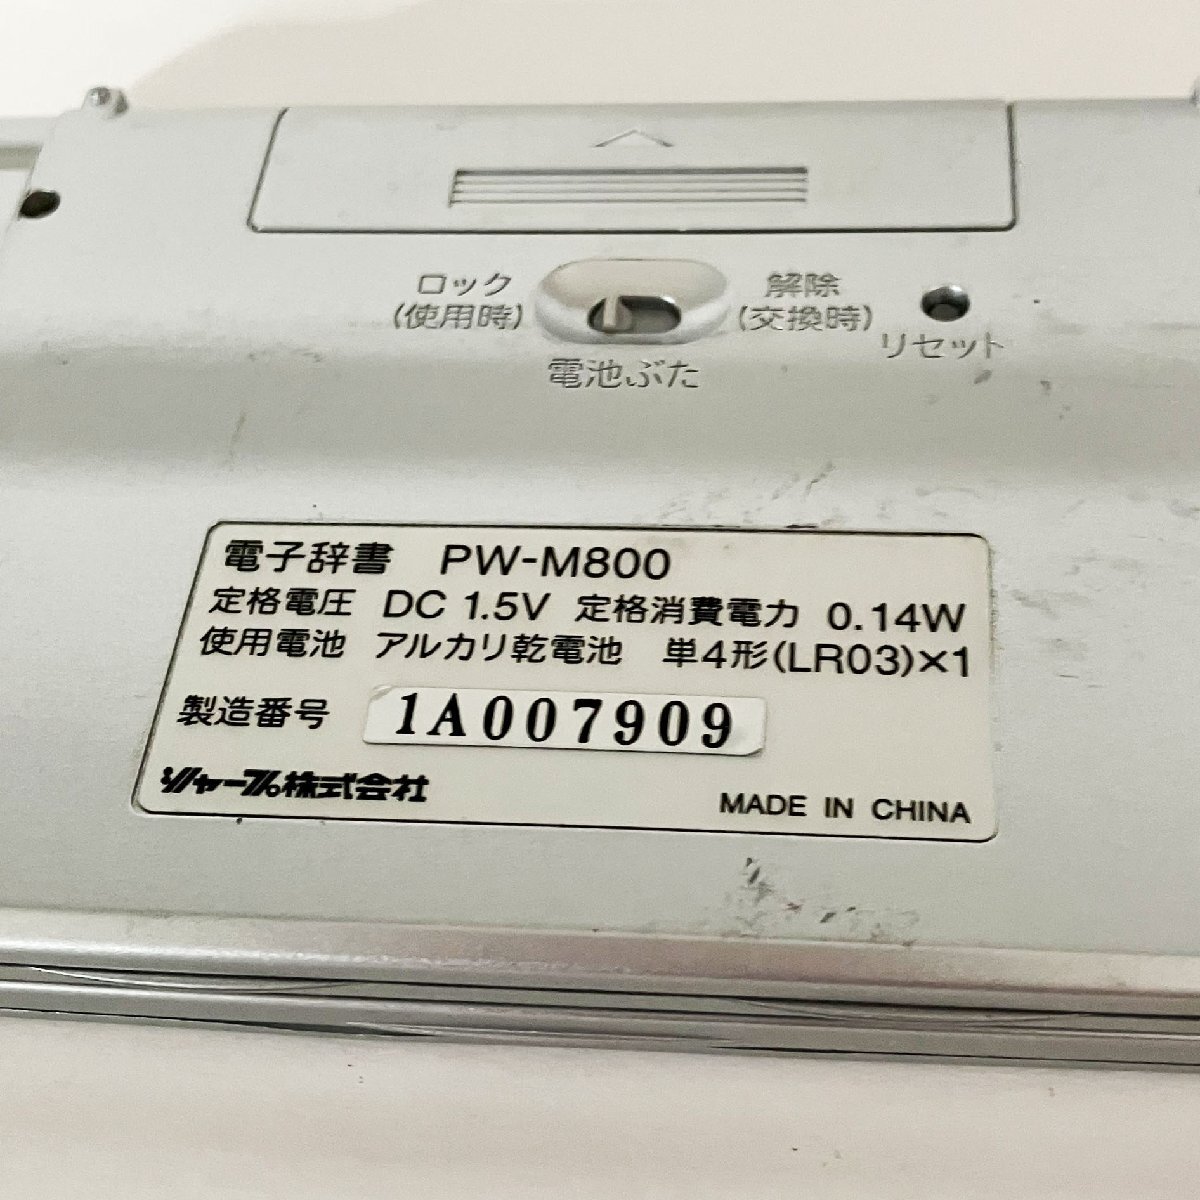 ロック
(使用時)
解除
(交換時)
リセット
電池ぶた
電子辞書 PW-M800
定格電圧 DC 1.5V 定格消費電力 0.14W
使用電池 アルカリ乾電池 単4形(LR03)×1
製造番号 1A007909
シャープ株式会社
MADE IN CHINA